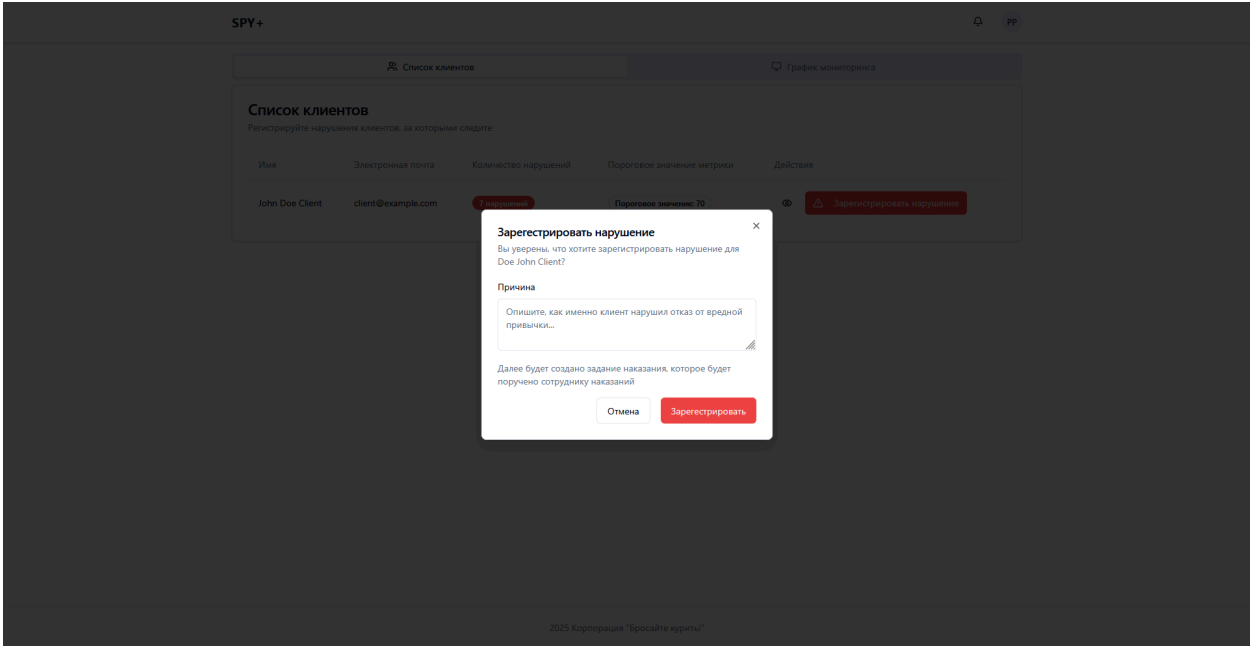 SPY+
PP
Список клиентов
График мониторинга
Список клиентов
Регистрируйте нарушения клиентов, за которыми следите
Имя Электронная почта Количество нарушений Пороговое значение метрики Действия
John Doe Client client@example.com 7 нарушений Пороговое значение: 70 Зарегистрировать нарушение
Зарегестрировать нарушение
Вы уверены, что хотите зарегистрировать нарушение для
Doe John Client?
Причина
Опишите, как именно клиент нарушил отказ от вредной
привычки...
Далее будет создано задание наказания, которое будет
поручено сотруднику наказаний
Отмена
Зарегестрировать
2025 Корпорация "Бросайте курить!"